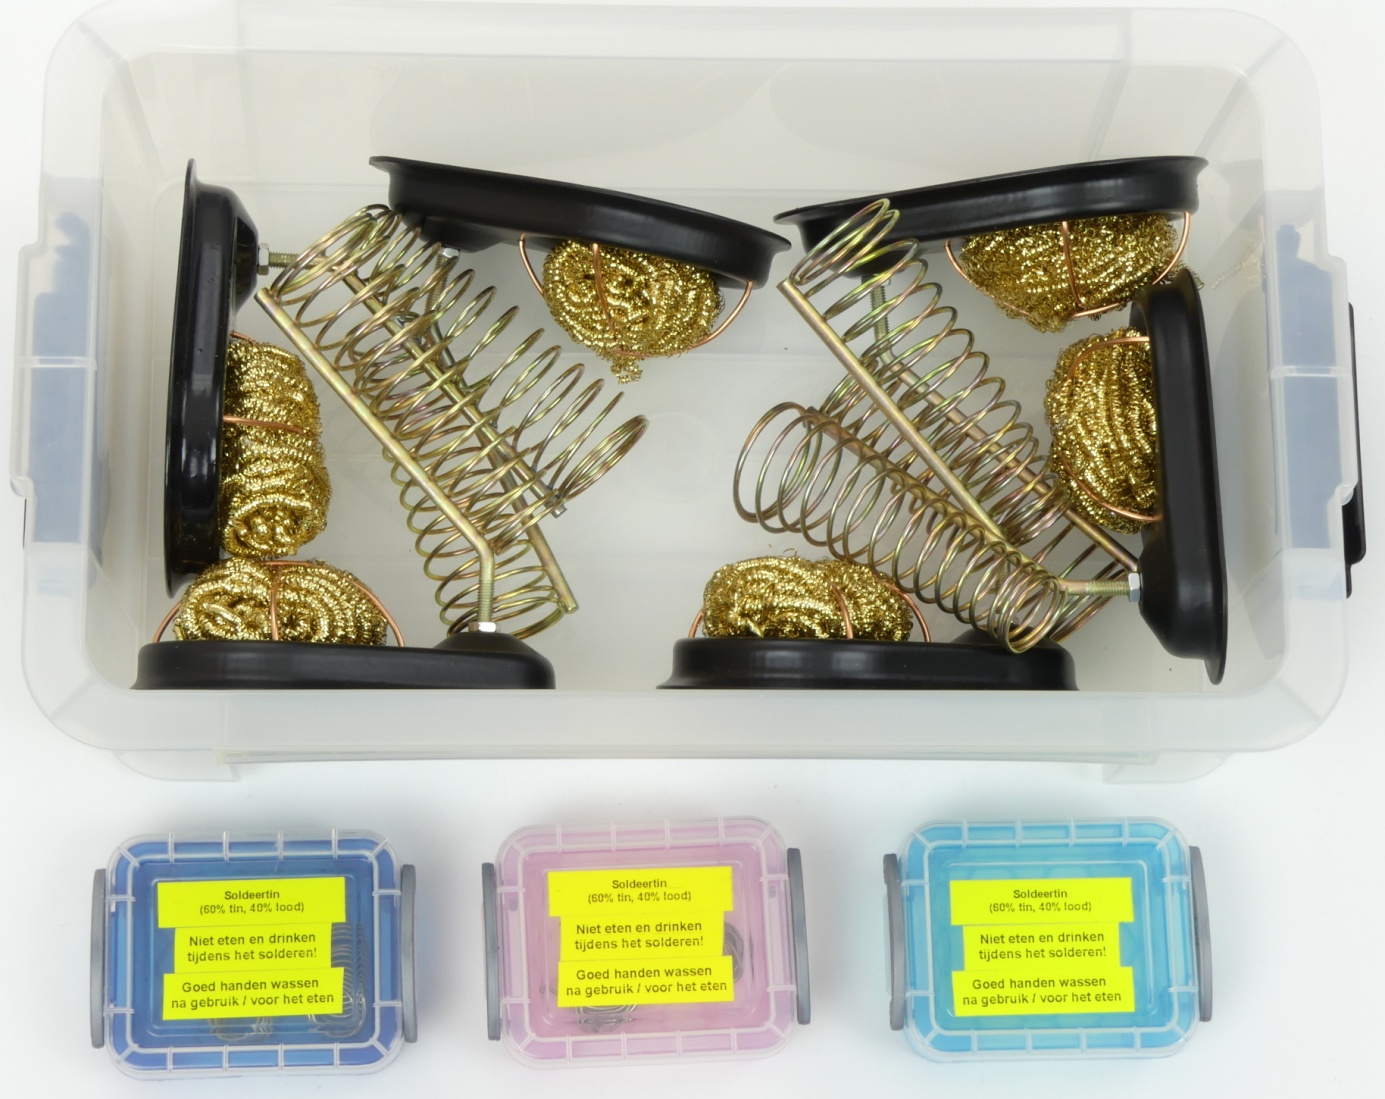 Soldeertin
(60% tin, 40% lood)
Niet eten en drinken
tijdens het solderen!
Goed handen wassen
na gebruik / voor het eten
Soldeertin
(60% tin, 40% lood)
Niet eten en drinken
tijdens het solderen!
Goed handen wassen
na gebruik / voor het eten
Soldeertin
(60% tin, 40% lood)
Niet eten en drinken
tijdens het solderen!
Goed handen wassen
na gebruik / voor het eten